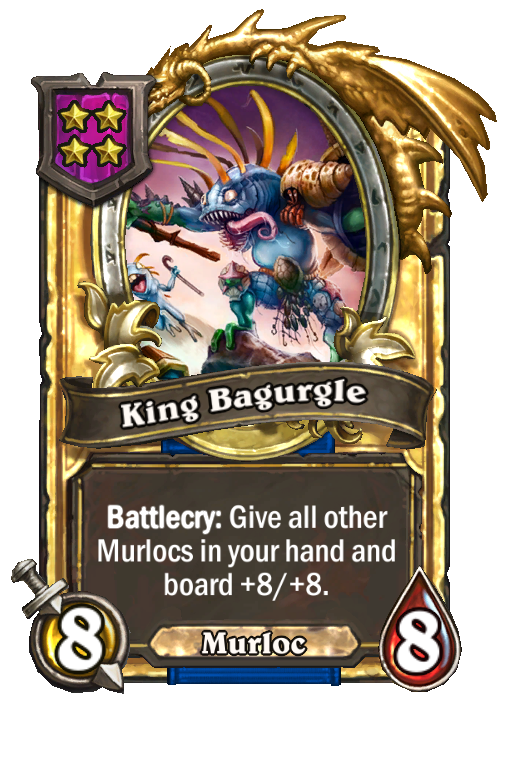 King Bagurgle
Battlecry: Give all other
Murlocs in your hand and
board +8/+8.
8
Murloc
8